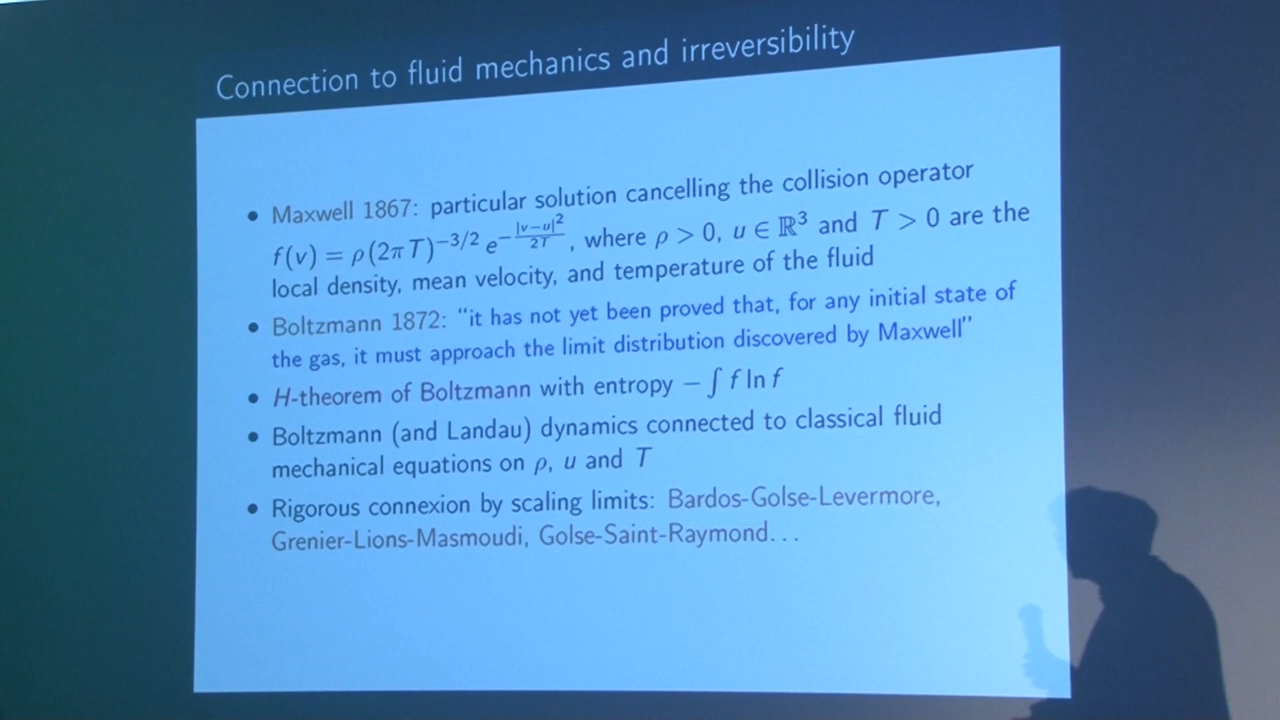 Connection to fluid mechanics and irreversibility
• Maxwell 1867: particular solution cancelling the collision operator
f(v) = ρ(2πT)^{-3/2} e^{-\frac{|v-u|^2}{2T}}, where ρ > 0, u ∈ ℝ³ and T > 0 are the
local density, mean velocity, and temperature of the fluid
• Boltzmann 1872: “it has not yet been proved that, for any initial state of
the gas, it must approach the limit distribution discovered by Maxwell”
• H-theorem of Boltzmann with entropy − ∫ f ln f
• Boltzmann (and Landau) dynamics connected to classical fluid
mechanical equations on ρ, u and T
• Rigorous connexion by scaling limits: Bardos-Golse-Levermore,
Grenier-Lions-Masmoudi, Golse-Saint-Raymond. . .